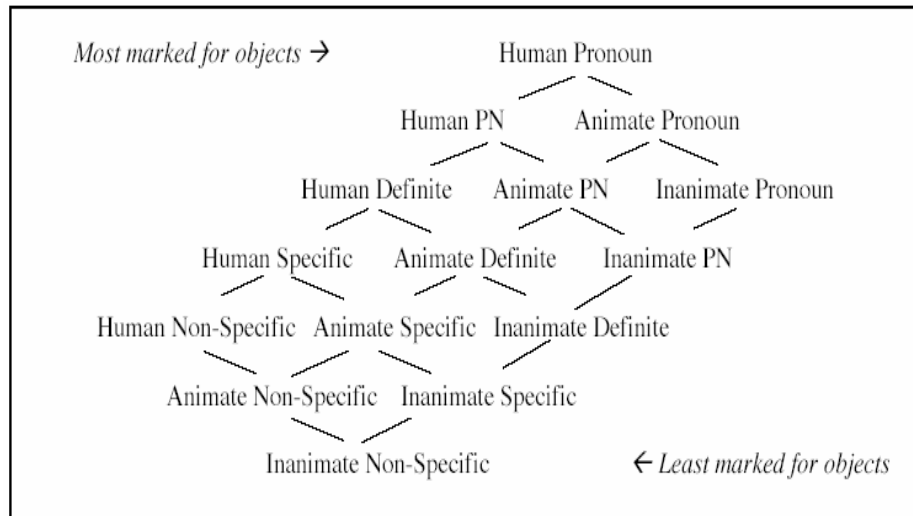 Most marked for objects → Human Pronoun
Human PN Animate Pronoun
Human Definite Animate PN Inanimate Pronoun
Human Specific Animate Definite Inanimate PN
Human Non-Specific Animate Specific Inanimate Definite
Animate Non-Specific Inanimate Specific
Inanimate Non-Specific ← Least marked for objects